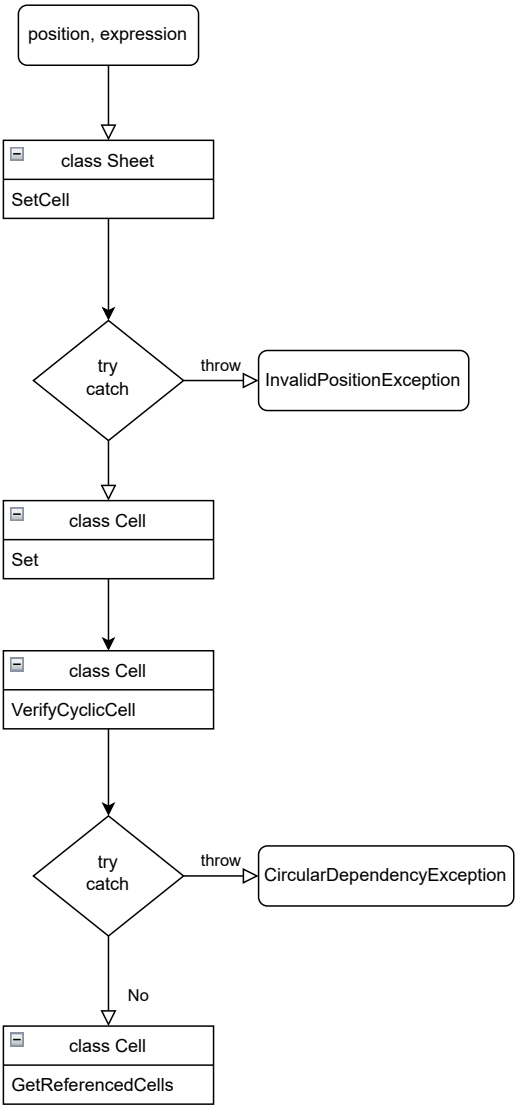 position, expression
class Sheet
SetCell
try
catch
throw
InvalidPositionException
class Cell
Set
class Cell
VerifyCyclicCell
try
catch
throw
CircularDependencyException
No
class Cell
GetReferencedCells